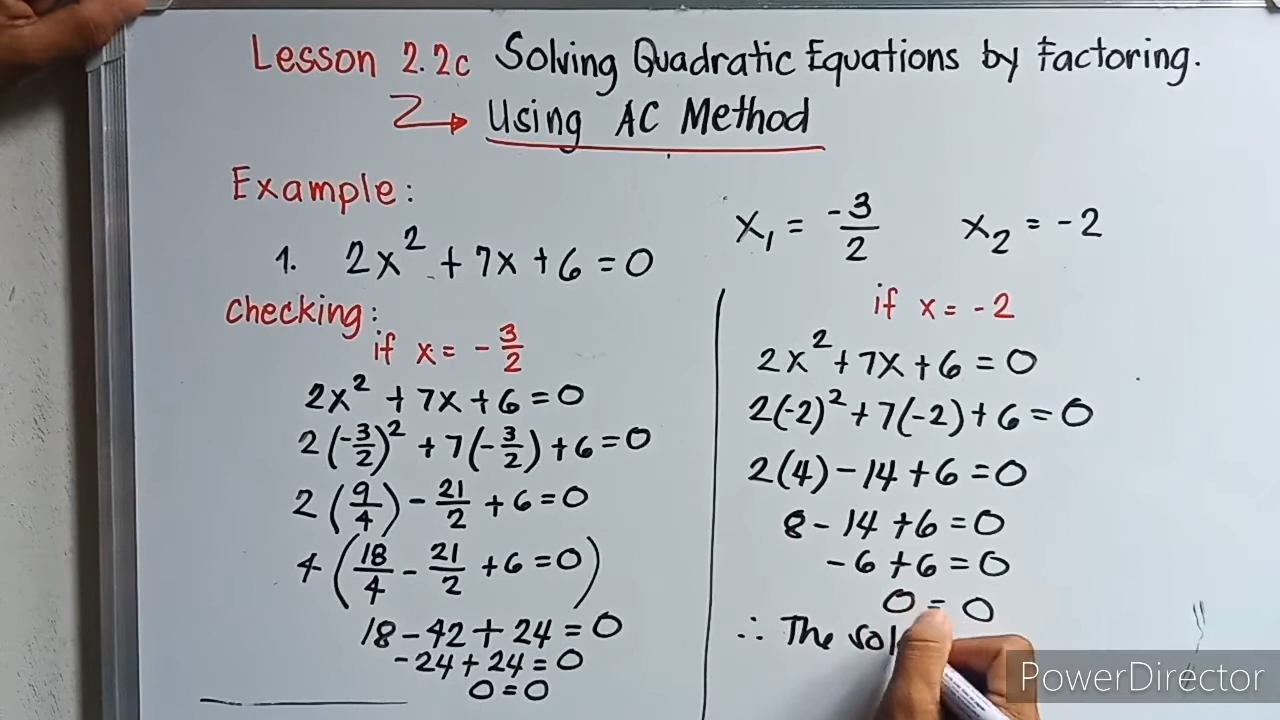 Lesson 2.2c Solving Quadratic Equations by Factoring.
Using AC Method
Example:
1. 2x² + 7x + 6 = 0
x₁ = -3/2 x₂ = -2
Checking:
if x = - 3/2
2x² + 7x + 6 = 0
2(-3/2)² + 7(-3/2) + 6 = 0
2(9/4) - 21/2 + 6 = 0
4(18/4 - 21/2 + 6 = 0)
18 - 42 + 24 = 0
-24 + 24 = 0
0 = 0
if x = -2
2x² + 7x + 6 = 0
2(-2)² + 7(-2) + 6 = 0
2(4) - 14 + 6 = 0
8 - 14 + 6 = 0
-6 + 6 = 0
0 = 0
∴ The sol
PowerDirector